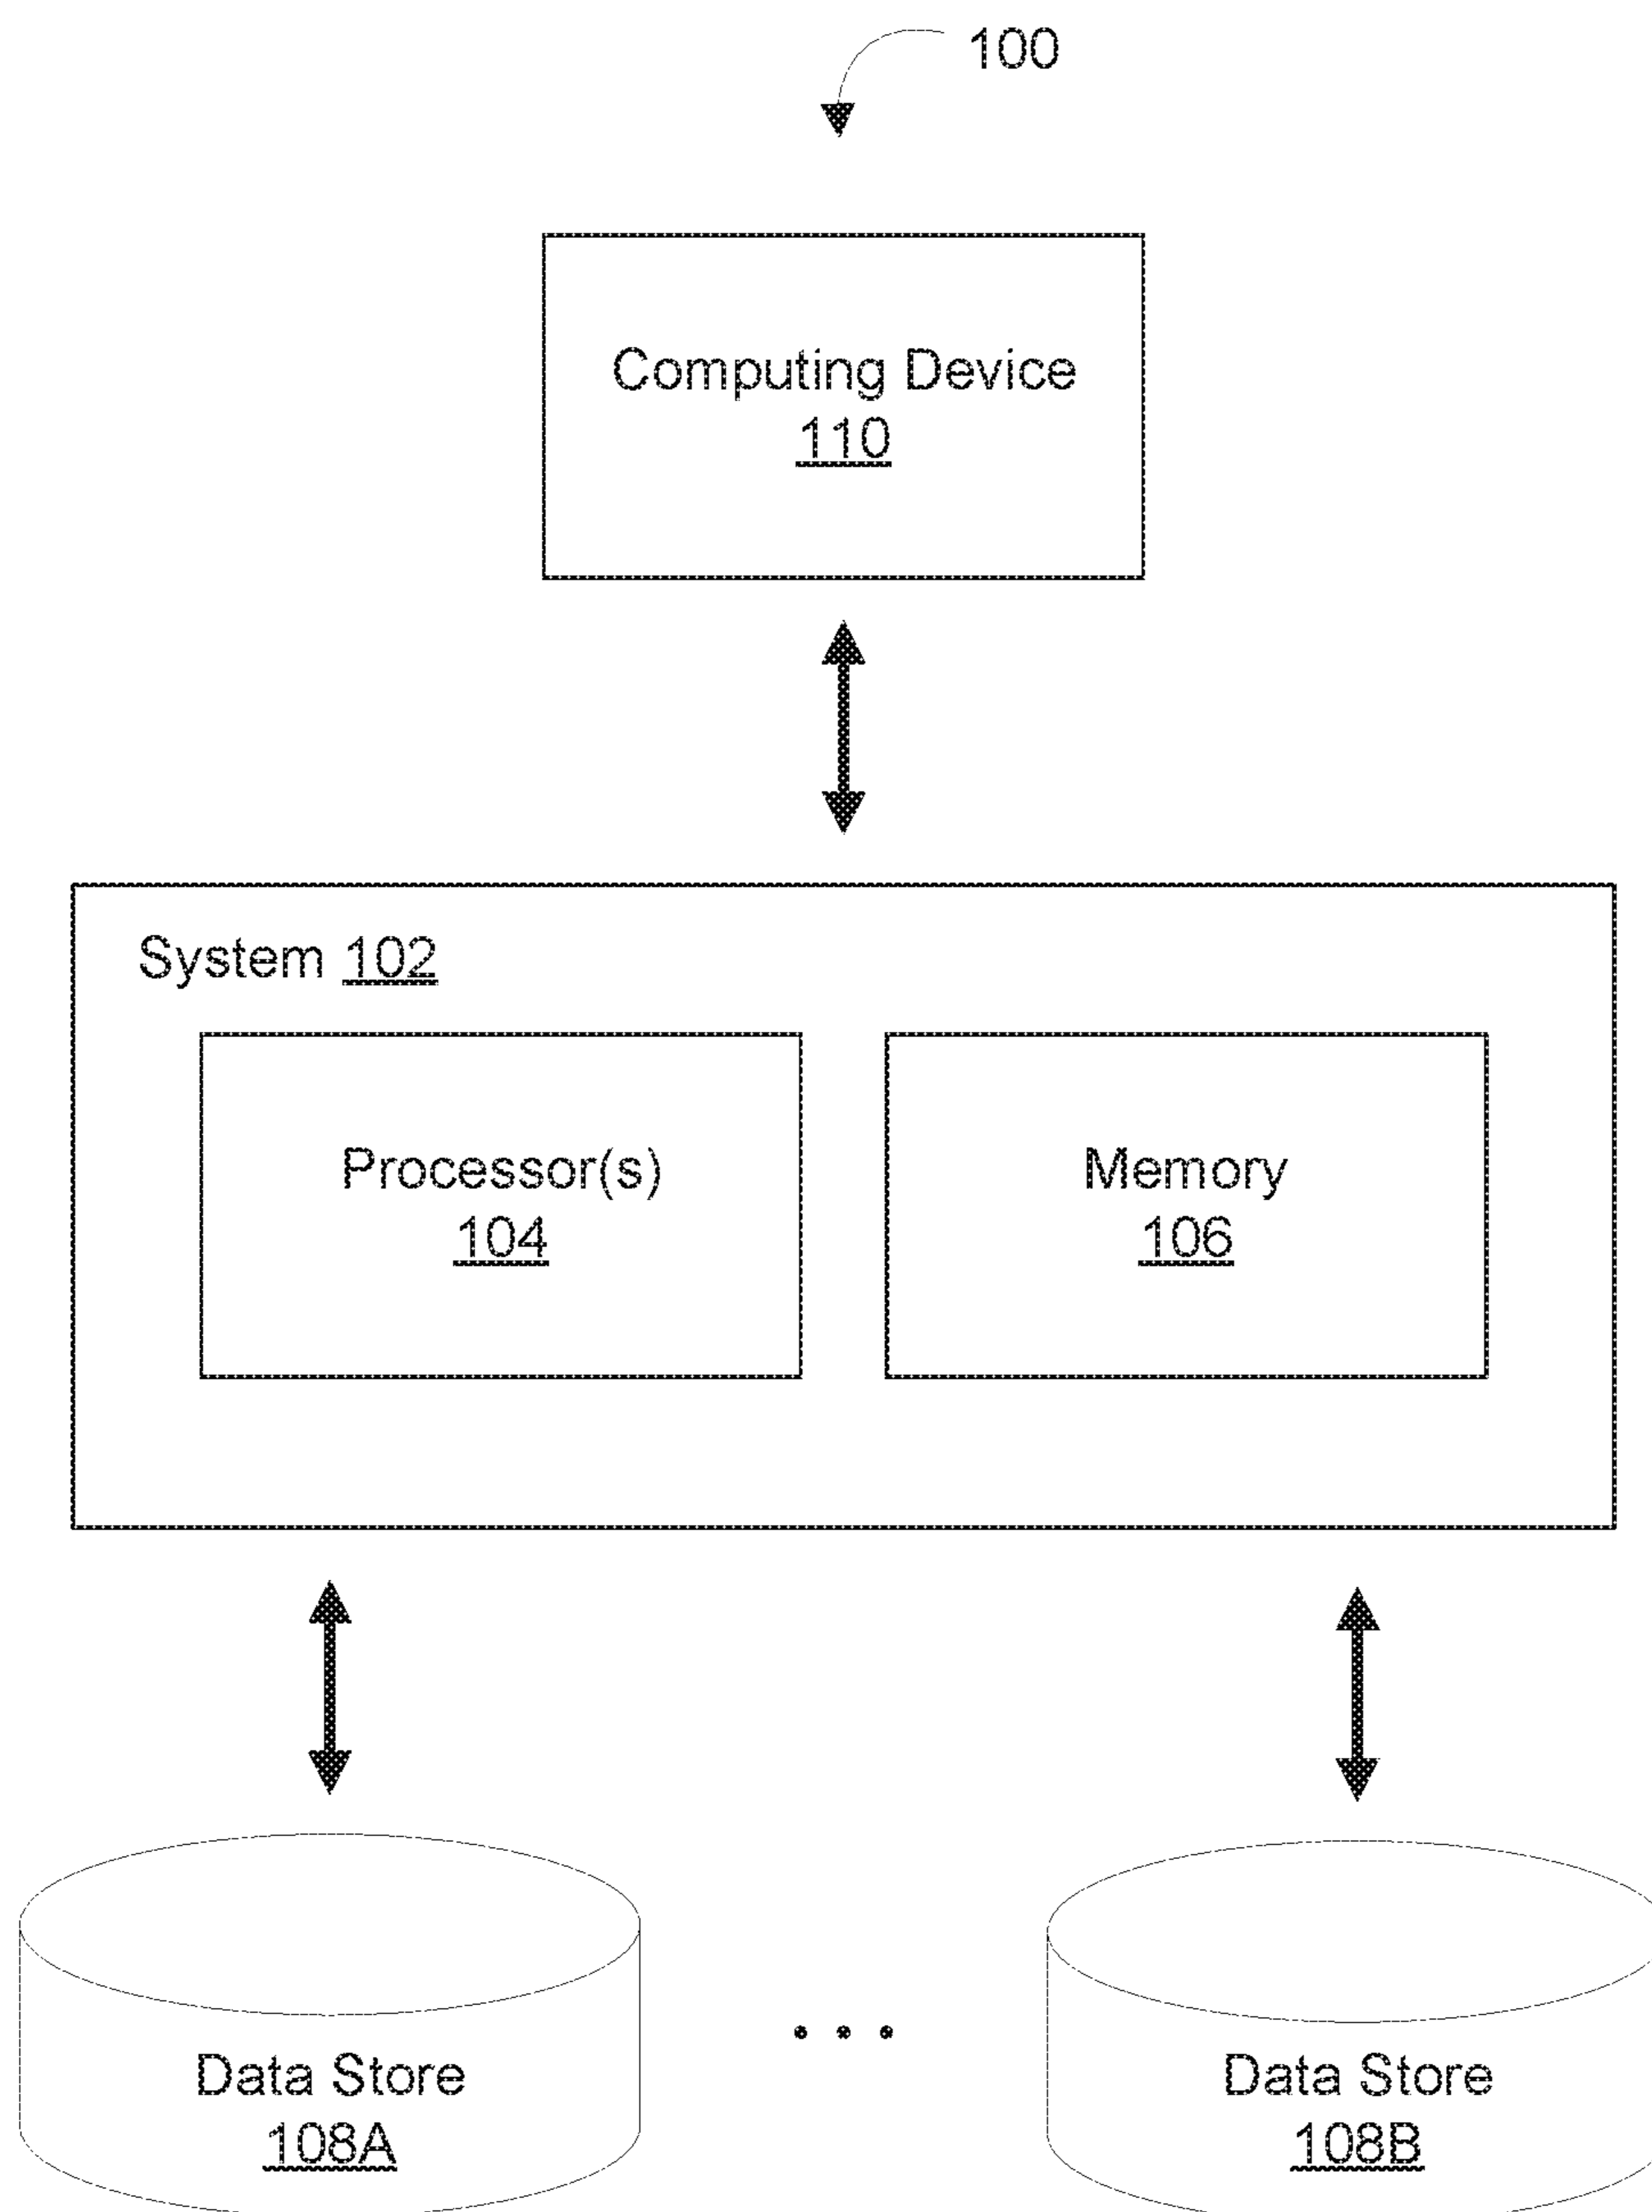 100
Computing Device
110
System 102
Processor(s)
104
Memory
106
Data Store
108A
...
Data Store
108B